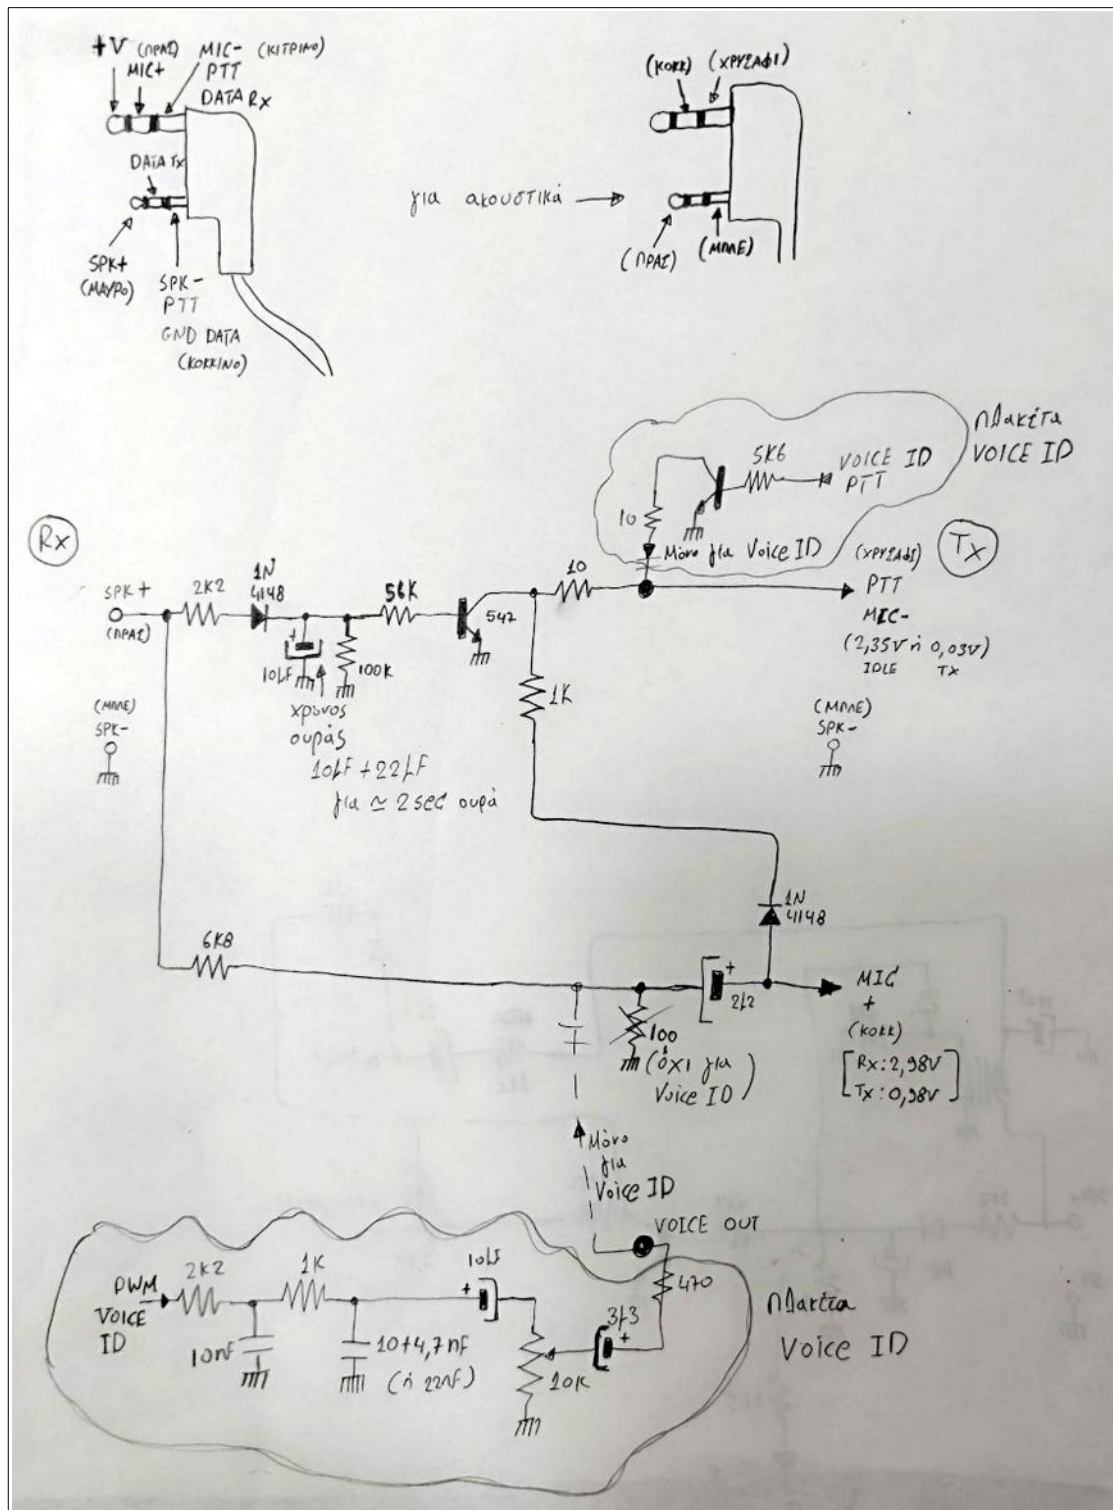 +V (ΠΡΑΣ) MIC- (ΚΙΤΡΙΝΟ)
MIC+ PTT
DATA Rx
DATA Tx
SPK+
(ΜΑΥΡΟ)
SPK-
PTT
GND DATA
(ΚΟΚΚΙΝΟ)
(ΚΟΚΚ) (ΧΡΥΣΑΦΙ)
για ακουστικά
(ΠΡΑΣ) (ΜΠΛΕ)
πλακέτα
VOICE ID
5K6
VOICE ID
PTT
10
Μόνο για Voice ID
Rx
Tx
SPK+
(ΠΡΑΣ)
2K2
1N
4148
56K
547
10
(ΧΡΥΣΑΦΙ)
PTT
MIC-
(2,35V ή 0,03V)
IDLE TX
10μF
100K
1K
χρόνος
ουράς
10μF + 22μF
για ≃ 2 sec ουρά
(ΜΠΛΕ)
SPK-
(ΜΠΛΕ)
SPK-
1N
4148
6K8
+
2μ2
100
(όχι για
Voice ID)
MIC
+
(ΚΟΚΚ)
[Rx: 2,98V
Tx: 0,98V]
Μόνο
για
Voice ID
VOICE OUT
470
PWM
VOICE
ID
2K2
1K
10μF
+
10nF
10+4,7nF
(ή 22nF)
10K
3μ3
+
πλακέτα
Voice ID